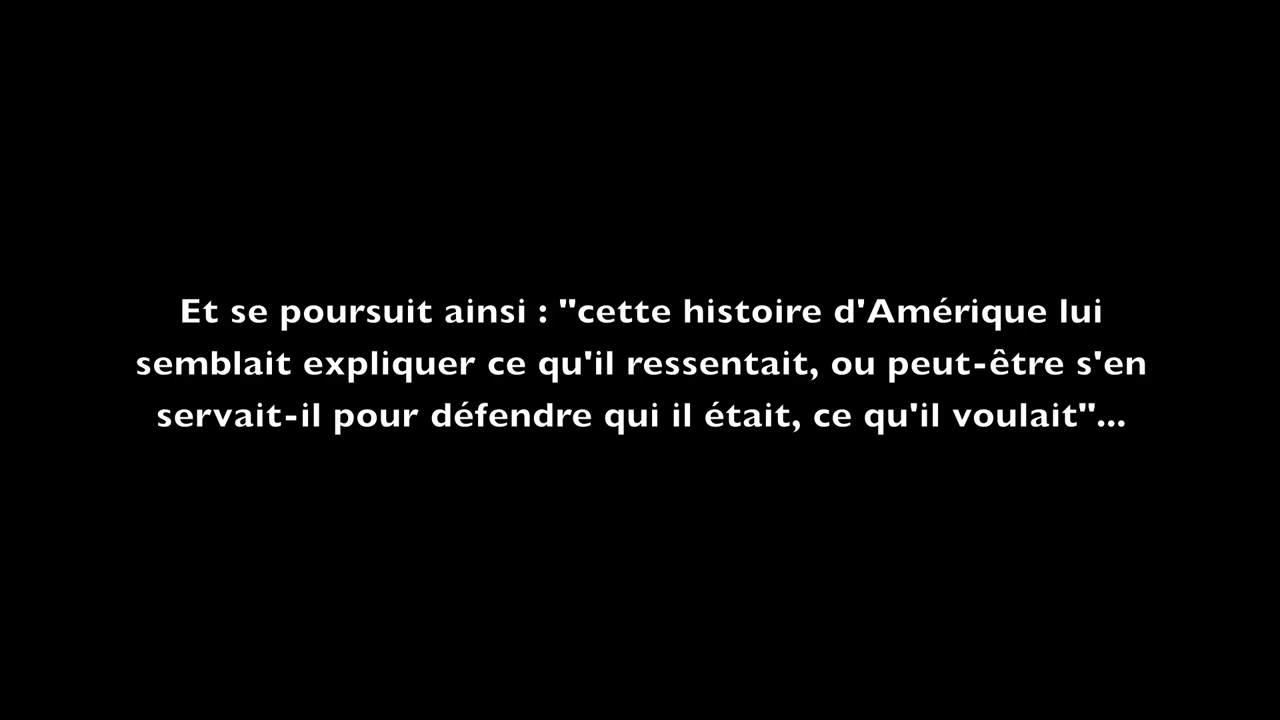 Et se poursuit ainsi : "cette histoire d'Amérique lui
semblait expliquer ce qu'il ressentait, ou peut-être s'en
servait-il pour défendre qui il était, ce qu'il voulait"...